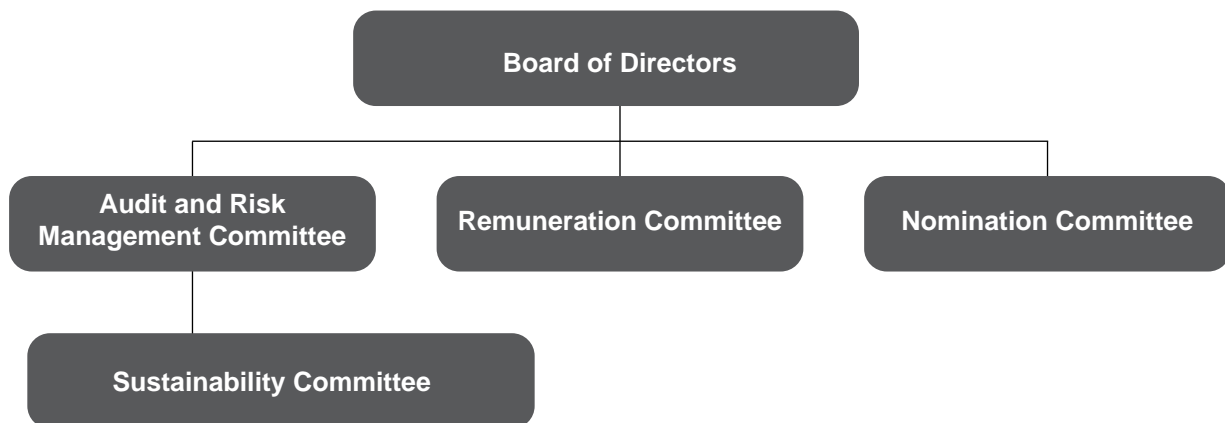 Board of Directors
Audit and Risk
Management Committee
Remuneration Committee
Nomination Committee
Sustainability Committee